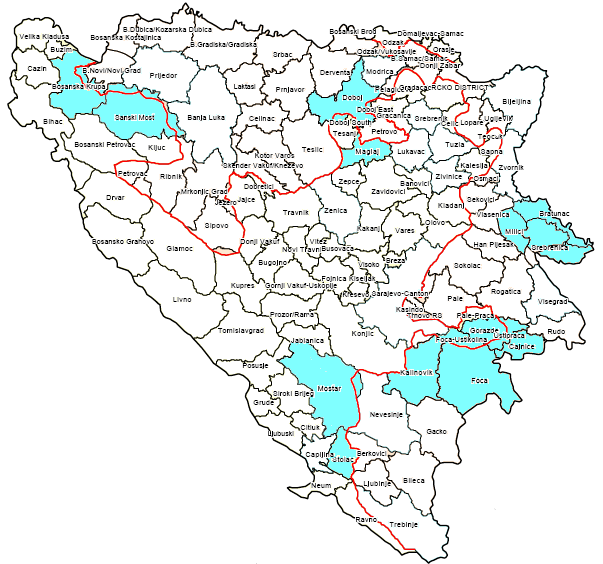 B.Dubica/Kozarska Dubica
Bosanska Kostajnica
Velika Kladusa
Buzim
Cazin
Bosanska Krupa
B.Novi/Novi Grad
Prijedor
B.Gradiska/Gradiska
Srbac
Laktasi
Prnjavor
Derventa
Bosanski Brod
Odzak
Domaljevac-Samac
Odzak/Vukosavlje
Orasje
B.Samac/Samac
Donji Zabar
Modrica
Pelagi
Gradacac
RCKO DISTRICT
Bijeljina
Bihac
Sanski Most
Banja Luka
Celinac
Doboj
Doboj East
Gracanica
Doboj South
Tesanj
Petrovo
Srebrenik
Celic
Lopare
Ugljevik
Teocak
Bosanski Petrovac
Kljuc
Kotor Varos
Teslic
Maglaj
Lukavac
Tuzla
Sapna
Skender Vakuf/Knezevo
Petrovac
Ribnik
Mrkonjic Grad
Dobretici
Zepce
Zavidovici
Banovici
Zivinice
Kalesija
Osmaci
Zvornik
Drvar
Jezero
Jajce
Sipovo
Travnik
Zenica
Kladanj
Sekovici
Vlasenica
Bratunac
Milici
Srebrenica
Bosansko Grahovo
Glamoc
Donji Vakuf
Vitez
Novi Travnik
Busovaca
Kakanj
Vares
Olovo
Han Pijesak
Bugojno
Visoko
Breza
Sokolac
Livno
Kupres
Gornji Vakuf-Uskoplje
Fojnica
Kiseljak
Kresevo
Sarajevo-Canton
Pale
Rogatica
Visegrad
Tomislavgrad
Prozor/Rama
Kasindo
Trnovo RS
Pale-Praca
Konjic
Jablanica
Gorazde
Foca-Ustikolina
Ustipraca
Cajnice
Rudo
Posusje
Mostar
Kalinovik
Foca
Siroki Brijeg
Grude
Citluk
Ljubuski
Nevesinje
Gacko
Capljina
Stolac
Berkovici
Neum
Ljubinje
Bileca
Ravno
Trebinje